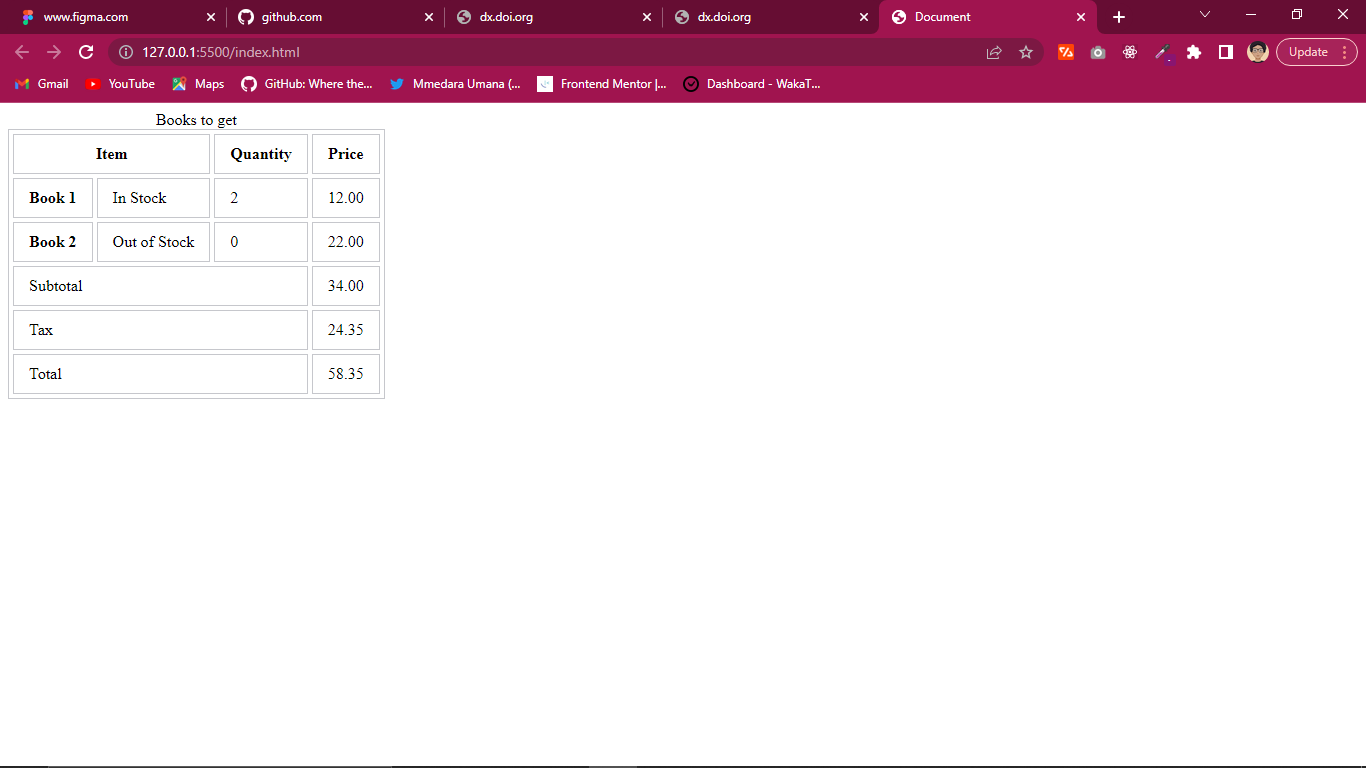 www.figma.com github.com dx.doi.org dx.doi.org Document
127.0.0.1:5500/index.html Update
Gmail YouTube Maps GitHub: Where the... Mmedara Umana (... Frontend Mentor |... Dashboard - WakaT...
Books to get
Item Quantity Price
Book 1 In Stock 2 12.00
Book 2 Out of Stock 0 22.00
Subtotal 34.00
Tax 24.35
Total 58.35